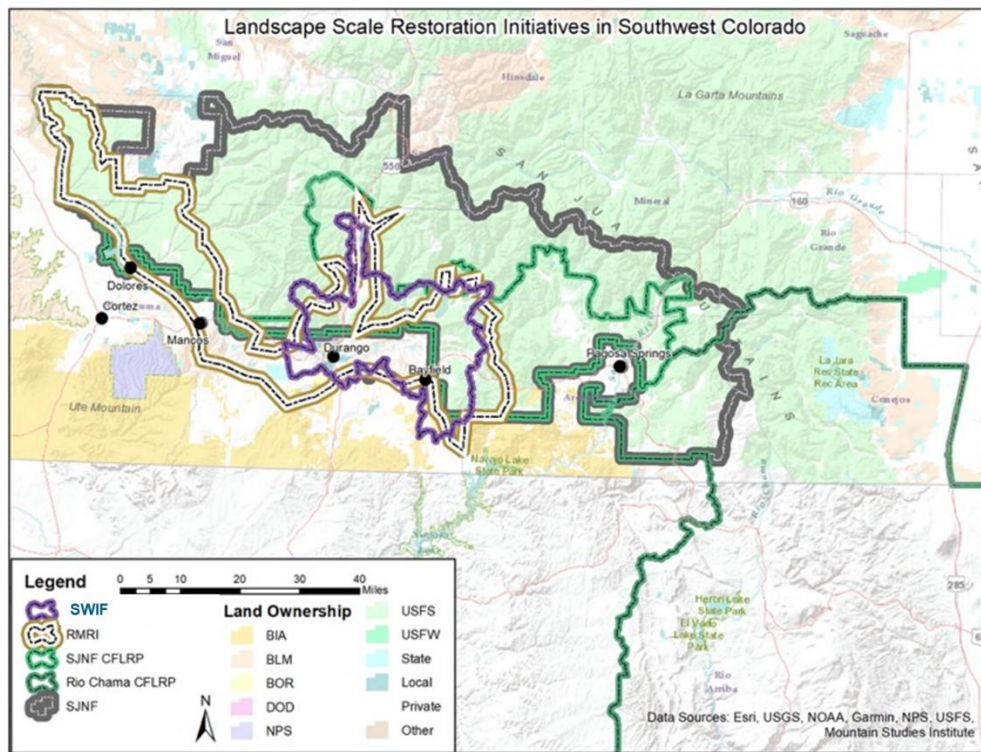 Landscape Scale Restoration Initiatives in Southwest Colorado
San
Miguel
Hinsdale
Saguache
La Garita Mountains
550
S A N J U A N
Mineral
160
Rio Grande
Rio
Grande
Dolores
Cortez
Mancos
Durango
Bayfield
Pagosa Springs
La Jara
Res State
Rec Area
Conejos
Ute Mountain
Navajo Lake
State Park
Rio Chama
285
Heron Lake
State Park
El Vado
Lake State
Park
Rio
Arriba
Legend
SWIF
RMRI
SJNF CFLRP
Rio Chama CFLRP
SJNF
0 5 10 20 30 40
Miles
N
Land Ownership
BIA
BLM
BOR
DOD
NPS
USFS
USFW
State
Local
Private
Other
Data Sources: Esri, USGS, NOAA, Garmin, NPS, USFS,
Mountain Studies Institute